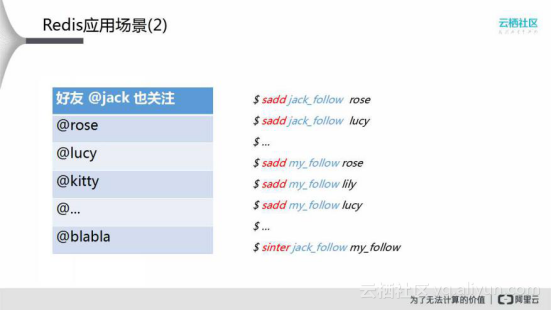 Redis应用场景(2)
云栖社区
好友 @jack 也关注
@rose
@lucy
@kitty
@...
@blabla
$ sadd jack_follow rose
$ sadd jack_follow lucy
$ ...
$ sadd my_follow rose
$ sadd my_follow lily
$ sadd my_follow lucy
$ ...
$ sinter jack_follow my_follow
云栖社区 yq.aliyun.com
为了无法计算的价值 | 阿里云